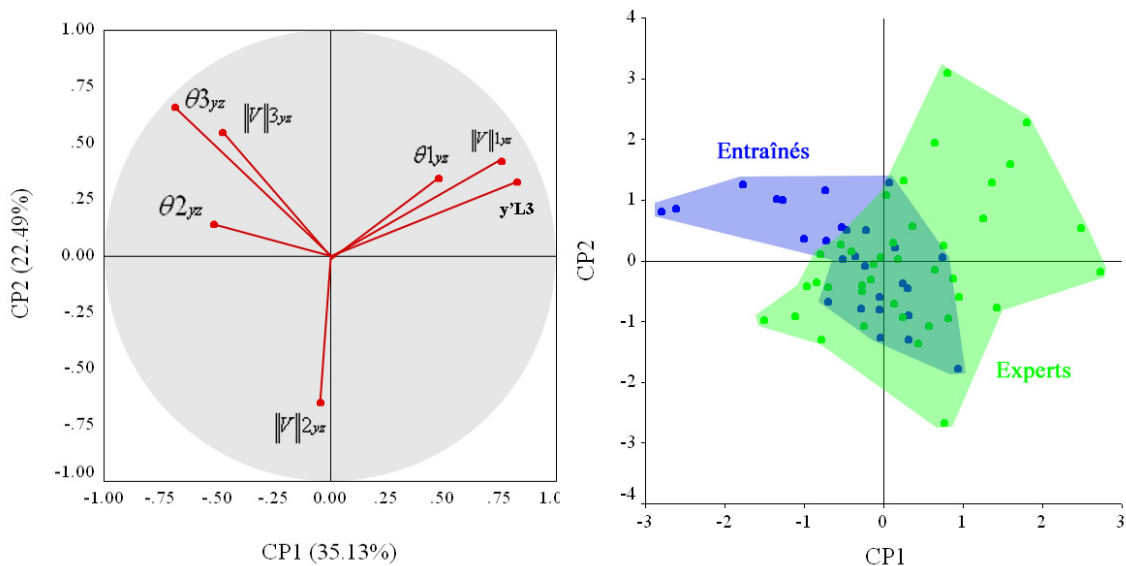 1.00
.75
.50
.25
0.00
-.25
-.50
-.75
-1.00
CP2 (22.49%)
θ3yz
‖V‖3yz
θ2yz
θ1yz
‖V‖1yz
y'L3
‖V‖2yz
-1.00 -.75 -.50 -.25 0.00 .25 .50 .75 1.0
CP1 (35.13%)
4
3
2
1
0
-1
-2
-3
-4
CP2
Entraînés
Experts
-3 -2 -1 0 1 2 3
CP1